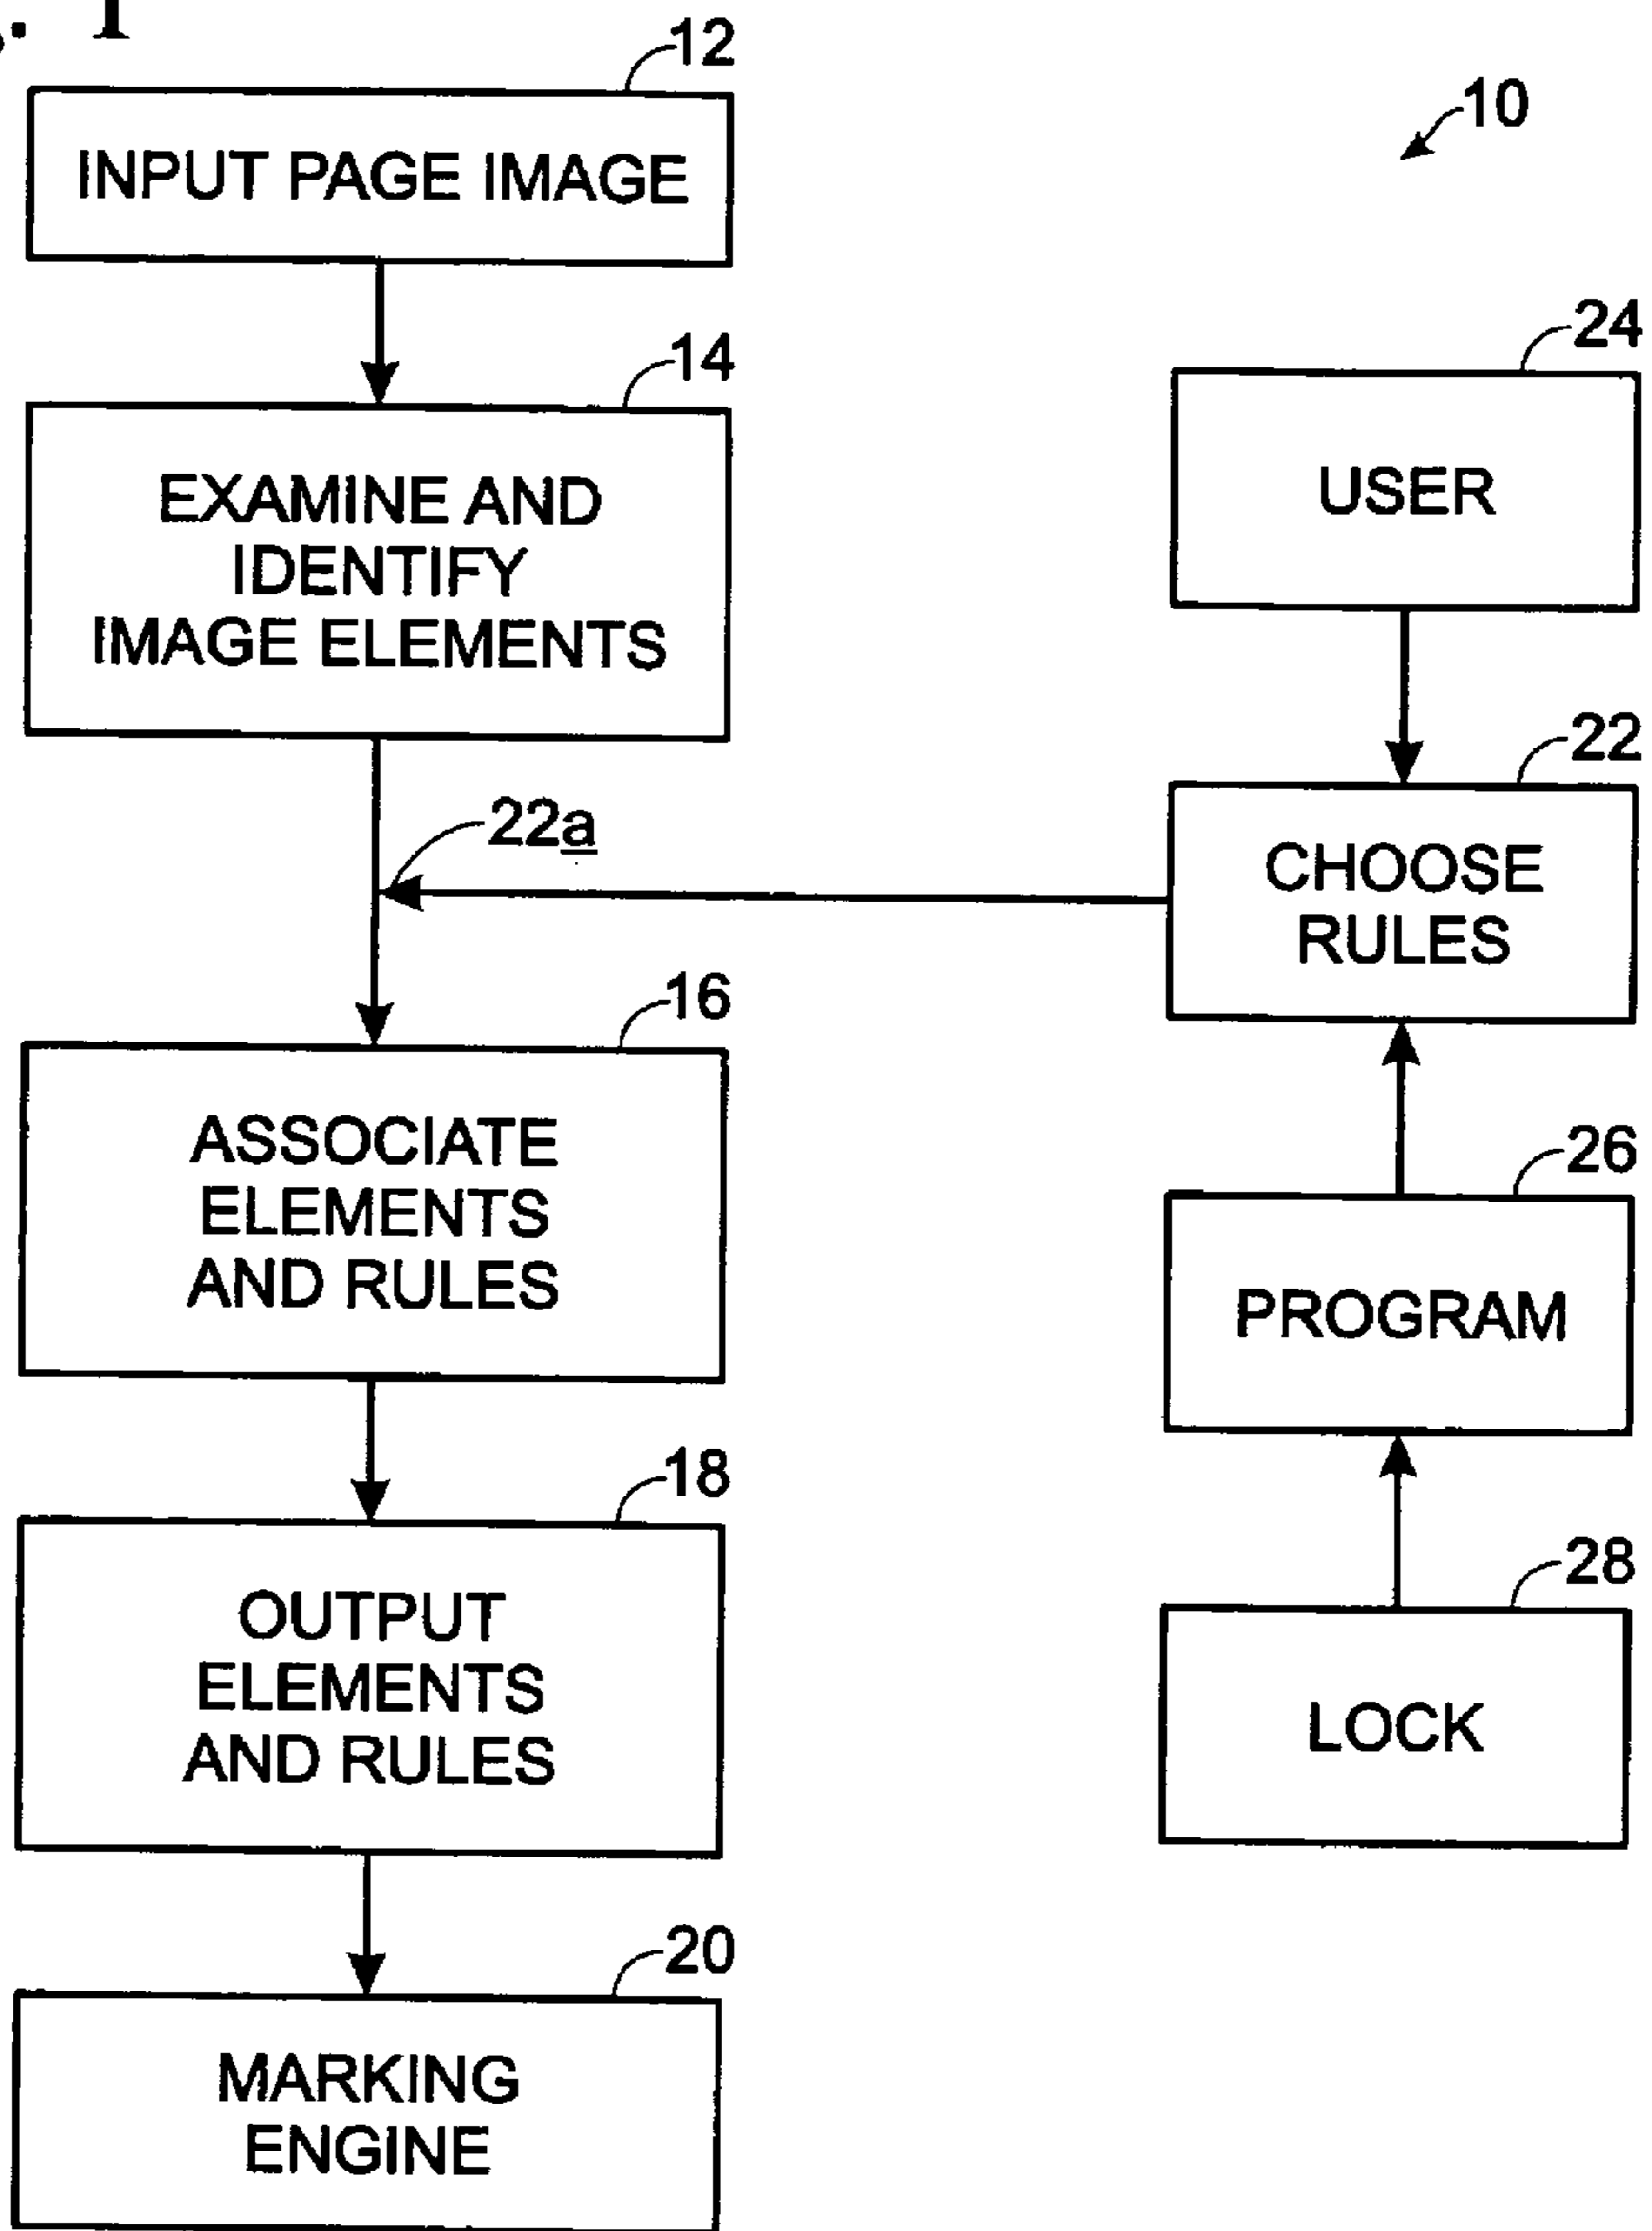 . 1
12
INPUT PAGE IMAGE
10
14
EXAMINE AND
IDENTIFY
IMAGE ELEMENTS
24
USER
22
CHOOSE
RULES
22a
16
ASSOCIATE
ELEMENTS
AND RULES
26
PROGRAM
18
OUTPUT
ELEMENTS
AND RULES
28
LOCK
20
MARKING
ENGINE